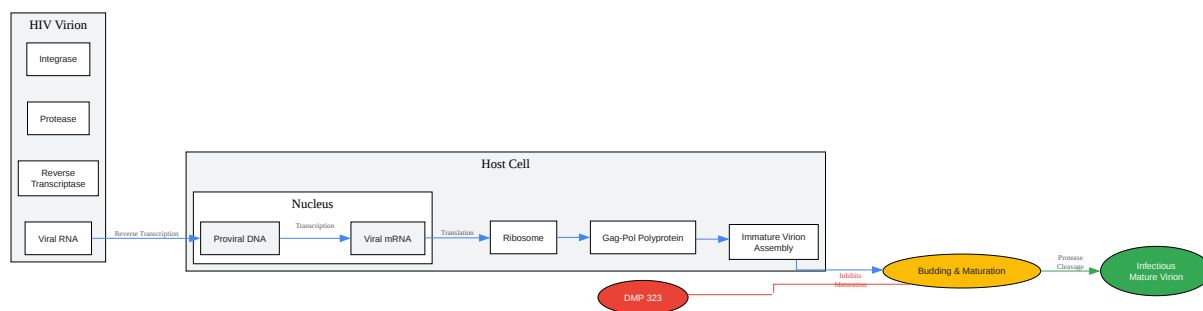 HIV Virion
Integrase
Protease
Reverse
Transcriptase
Viral RNA
Reverse Transcription
Host Cell
Nucleus
Proviral DNA
Transcription
Viral mRNA
Translation
Ribosome
Gag-Pol Polyprotein
Immature Virion
Assembly
Budding & Maturation
Inhibits
Maturation
DMP 323
Protease
Cleavage
Infectious
Mature Virion